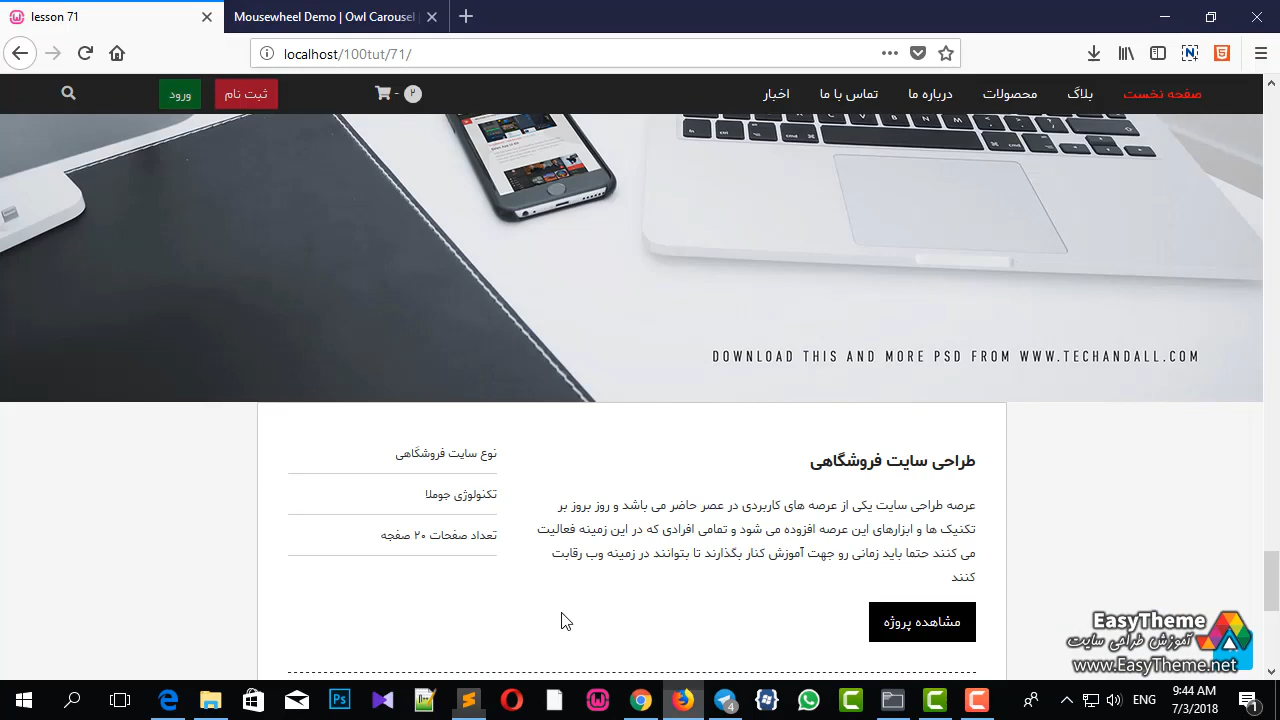 lesson 71
Mousewheel Demo | Owl Carousel
localhost/100tut/71/
صفحه نخست
بلاگ
محصولات
درباره ما
تماس با ما
اخبار
۲ -
ثبت نام
ورود
DOWNLOAD THIS AND MORE PSD FROM WWW.TECHANDALL.COM
طراحی سایت فروشگاهی
عرصه طراحی سایت یکی از عرصه های کاربردی در عصر حاضر می باشد و روز بروز بر
تکنیک ها و ابزارهای این عرصه افزوده می شود و تمامی افرادی که در این زمینه فعالیت
می کنند حتما باید زمانی رو جهت آموزش کنار بگذارند تا بتوانند در زمینه وب رقابت
کنند
مشاهده پروژه
نوع سایت فروشگاهی
تکنولوژی جوملا
تعداد صفحات ۲۰ صفحه
EasyTheme
آموزش طراحی سایت
www.EasyTheme.net
4
ENG
9:44 AM
7/3/2018
1